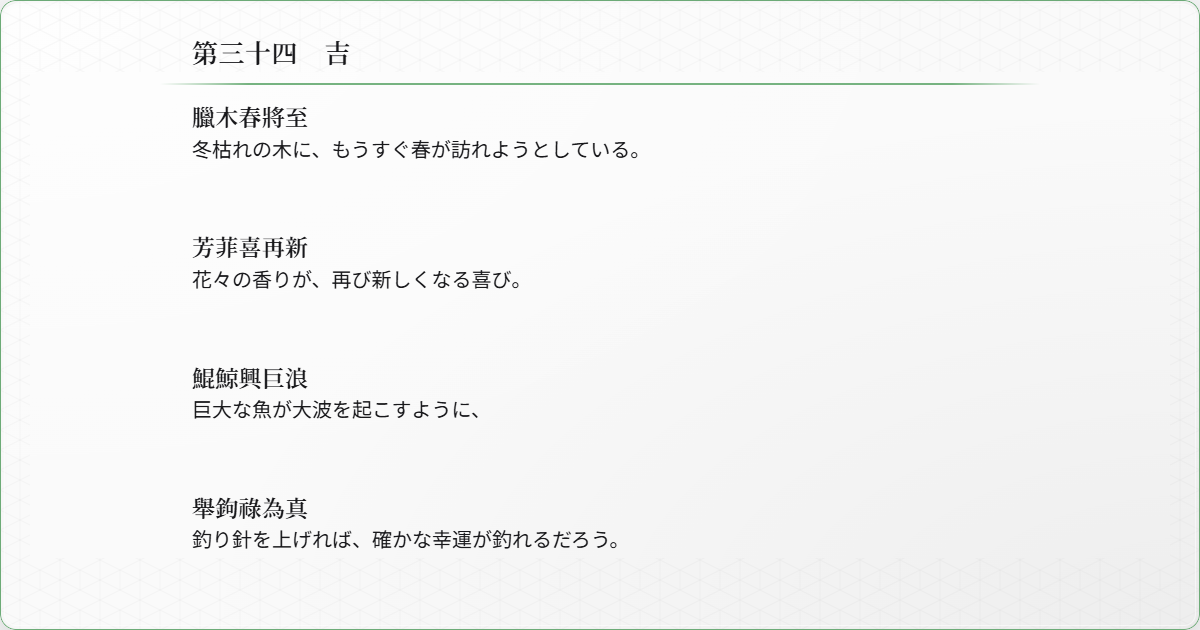 第三十四　吉
臘木春將至
冬枯れの木に、もうすぐ春が訪れようとしている。
芳菲喜再新
花々の香りが、再び新しくなる喜び。
鯤鯨興巨浪
巨大な魚が大波を起こすように、
舉鉤祿為真
釣り針を上げれば、確かな幸運が釣れるだろう。